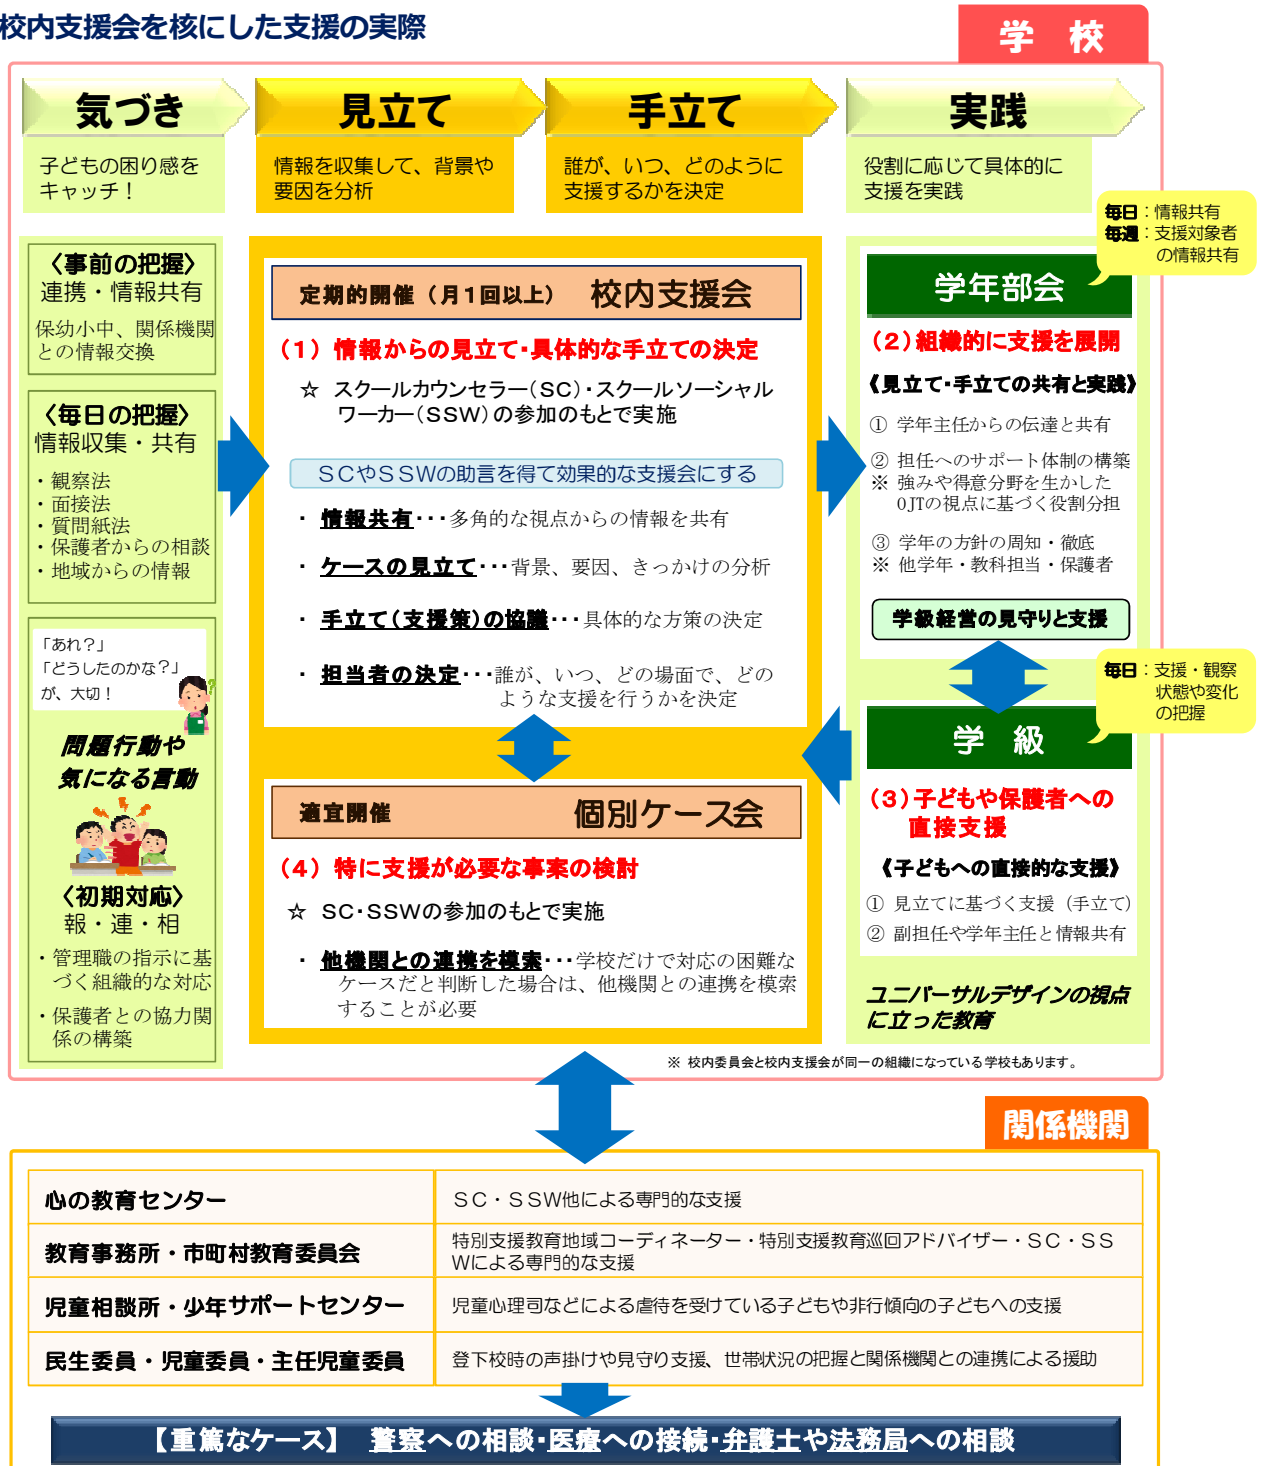 校内支援会を核にした支援の実際
学 校
気づき
見立て
手立て
実践
子どもの困り感を
キャッチ！
情報を収集して、背景や
要因を分析
誰が、いつ、どのように
支援するかを決定
役割に応じて具体的に
支援を実践
毎日：情報共有
毎週：支援対象者
の情報共有
〈事前の把握〉
連携・情報共有
保幼小中、関係機関
との情報交換
〈毎日の把握〉
情報収集・共有
・観察法
・面接法
・質問紙法
・保護者からの相談
・地域からの情報
「あれ？」
「どうしたのかな？」
が、大切！
問題行動や
気になる言動
〈初期対応〉
報・連・相
・管理職の指示に基
づく組織的な対応
・保護者との協力関
係の構築
定期的開催（月１回以上） 校内支援会
（１）情報からの見立て・具体的な手立ての決定
☆ スクールカウンセラー（SC）・スクールソーシャル
ワーカー（SSW）の参加のもとで実施
ＳＣやＳＳＷの助言を得て効果的な支援会にする
・ 情報共有・・・多角的な視点からの情報を共有
・ ケースの見立て・・・背景、要因、きっかけの分析
・ 手立て（支援策）の協議・・・具体的な方策の決定
・ 担当者の決定・・・誰が、いつ、どの場面で、どの
ような支援を行うかを決定
適宜開催 個別ケース会
（４）特に支援が必要な事案の検討
☆ SC・SSWの参加のもとで実施
・ 他機関との連携を模索・・・学校だけで対応の困難な
ケースだと判断した場合は、他機関との連携を模索
することが必要
学年部会
（２）組織的に支援を展開
《見立て・手立ての共有と実践》
① 学年主任からの伝達と共有
② 担任へのサポート体制の構築
※ 強みや得意分野を生かした
OJTの視点に基づく役割分担
③ 学年の方針の周知・徹底
※ 他学年・教科担当・保護者
学級経営の見守りと支援
毎日：支援・観察
状態や変化
の把握
学 級
（３）子どもや保護者への
直接支援
《子どもへの直接的な支援》
① 見立てに基づく支援（手立て）
② 副担任や学年主任と情報共有
ユニバーサルデザインの視点
に立った教育
※ 校内委員会と校内支援会が同一の組織になっている学校もあります。
関係機関
心の教育センター
ＳＣ・ＳＳＷ他による専門的な支援
教育事務所・市町村教育委員会
特別支援教育地域コーディネーター・特別支援教育巡回アドバイザー・ＳＣ・ＳＳ
Ｗによる専門的な支援
児童相談所・少年サポートセンター
児童心理司などによる虐待を受けている子どもや非行傾向の子どもへの支援
民生委員・児童委員・主任児童委員
登下校時の声掛けや見守り支援、世帯状況の把握と関係機関との連携による援助
【重篤なケース】 警察への相談・医療への接続・弁護士や法務局への相談